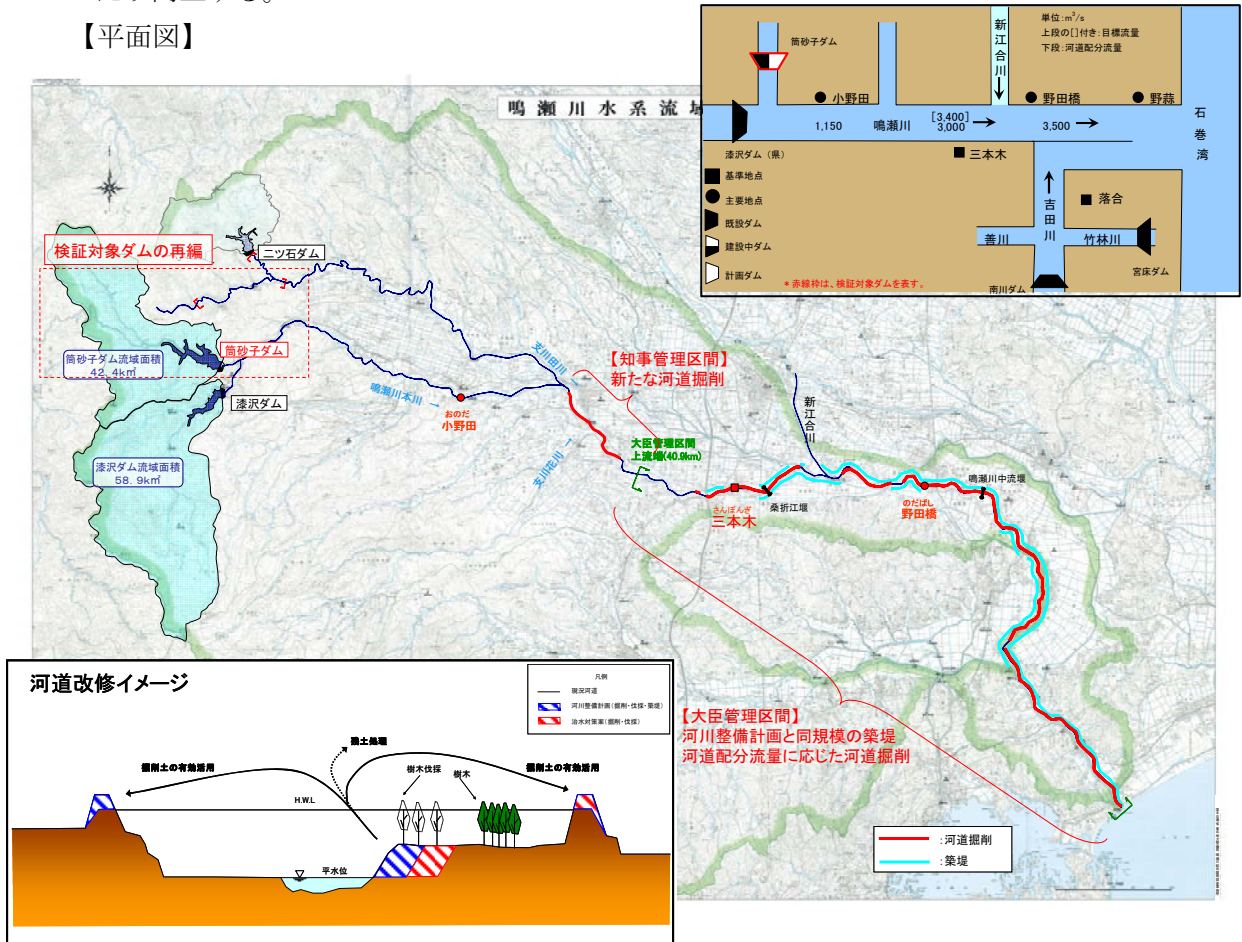 【平面図】
鳴瀬川水系流域
単位:m³/s
上段の[]付き:目標流量
下段:河道配分流量
筒砂子ダム
新江合川
小野田
野田橋
野蒜
1,150
鳴瀬川
[3,400]
3,000
3,500
石巻湾
漆沢ダム（県）
三本木
基準地点
主要地点
既設ダム
建設中ダム
計画ダム
吉田川
落合
善川
竹林川
宮床ダム
南川ダム
*赤線枠は、検証対象ダムを表す。
検証対象ダムの再編
二ツ石ダム
筒砂子ダム流域面積
42.4km²
筒砂子ダム
漆沢ダム
漆沢ダム流域面積
58.9km²
鳴瀬川本川
おのだ
小野田
支川田川
支川花川
【知事管理区間】
新たな河道掘削
大臣管理区間
上流端(40.9km)
新江合川
さんぼんぎ
三本木
桑折江堰
のだばし
野田橋
鳴瀬川中流堰
【大臣管理区間】
河川整備計画と同規模の築堤
河道配分流量に応じた河道掘削
:河道掘削
:築堤
河道改修イメージ
凡例
現況河道
河川整備計画(掘削・伐採・築堤)
治水対策案(掘削・伐採)
掘削土の有効活用
残土処理
掘削土の有効活用
樹木伐採
樹木
H.W.L
平水位